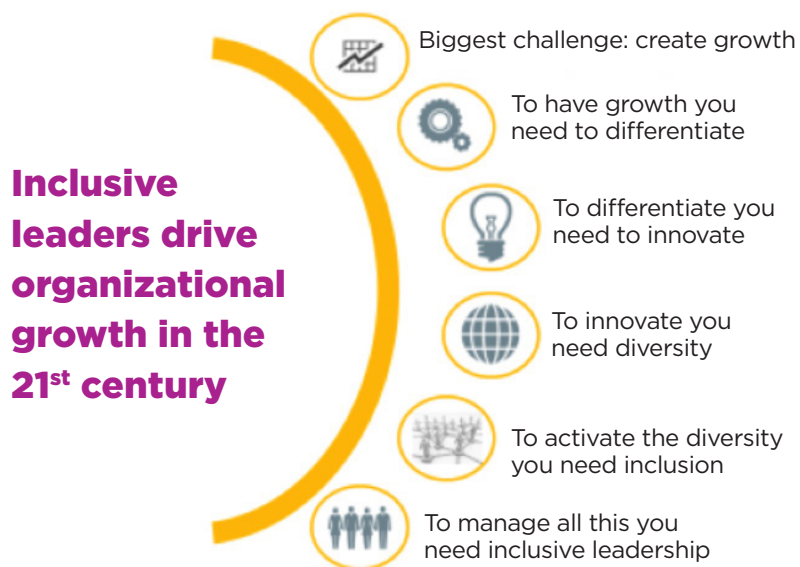 Inclusive
leaders drive
organizational
growth in the
21st century
Biggest challenge: create growth
To have growth you
need to differentiate
To differentiate you
need to innovate
To innovate you
need diversity
To activate the diversity
you need inclusion
To manage all this you
need inclusive leadership